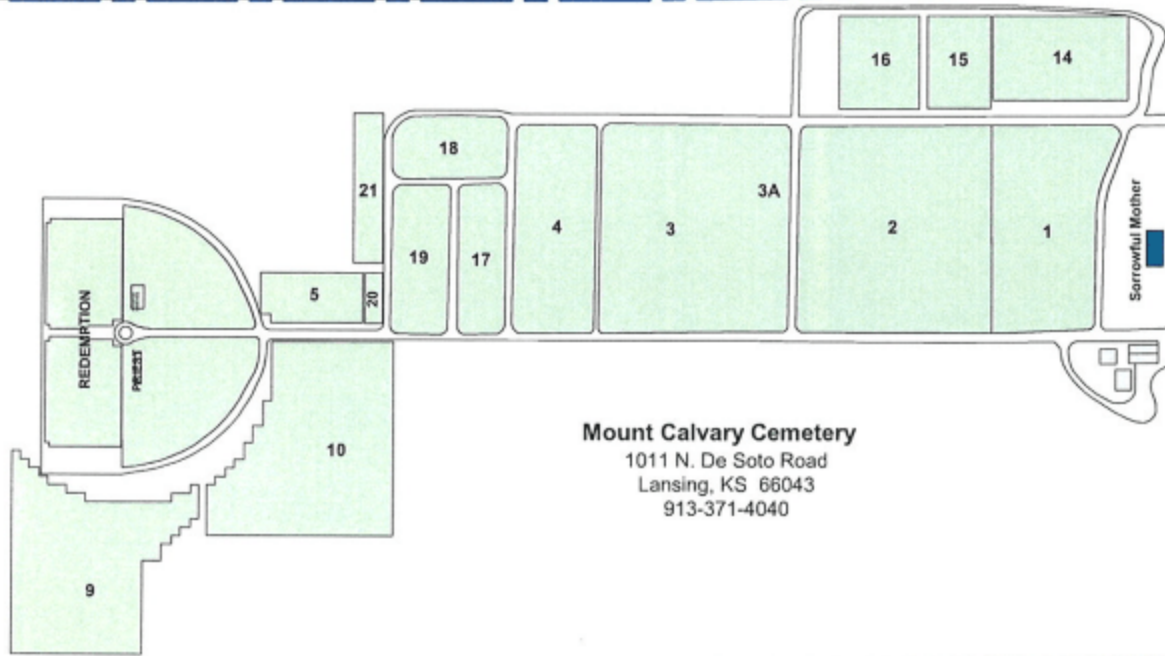 16
15
14
18
21
3A
4
3
2
1
19
17
Sorrowful Mother
5
20
REDEMPTION
PRIEST
10
9
Mount Calvary Cemetery
1011 N. De Soto Road
Lansing, KS 66043
913-371-4040